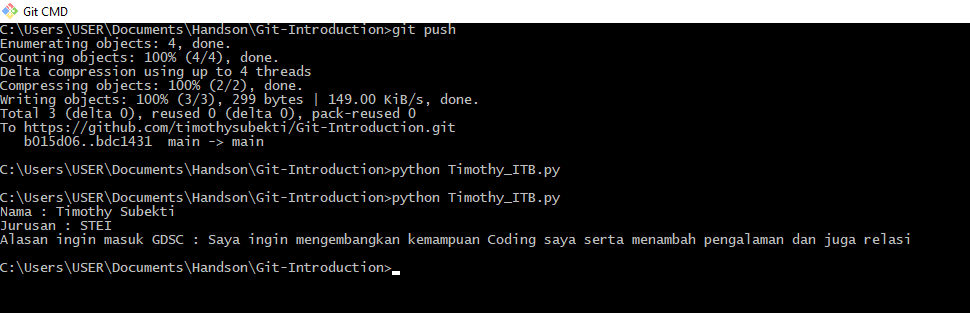 Git CMD
C:\Users\USER\Documents\Handson\Git-Introduction>git push
Enumerating objects: 4, done.
Counting objects: 100% (4/4), done.
Delta compression using up to 4 threads
Compressing objects: 100% (2/2), done.
Writing objects: 100% (3/3), 299 bytes | 149.00 KiB/s, done.
Total 3 (delta 0), reused 0 (delta 0), pack-reused 0
To https://github.com/timothysubekti/Git-Introduction.git
   b015d06..bdc1431  main -> main
C:\Users\USER\Documents\Handson\Git-Introduction>python Timothy_ITB.py
C:\Users\USER\Documents\Handson\Git-Introduction>python Timothy_ITB.py
Nama : Timothy Subekti
Jurusan : STEI
Alasan ingin masuk GDSC : Saya ingin mengembangkan kemampuan Coding saya serta menambah pengalaman dan juga relasi
C:\Users\USER\Documents\Handson\Git-Introduction>